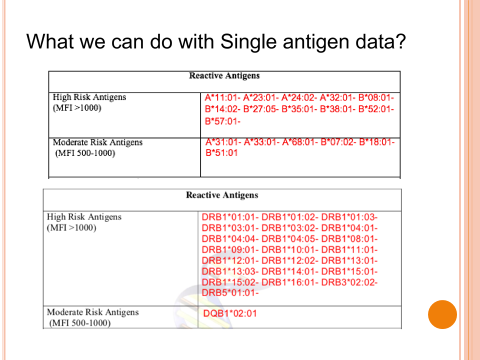 What we can do with Single antigen data?
Reactive Antigens
High Risk Antigens
(MFI >1000)
A*11:01- A*23:01- A*24:02- A*32:01- B*08:01-
B*14:02- B*27:05- B*35:01- B*38:01- B*52:01-
B*57:01-
Moderate Risk Antigens
(MFI 500-1000)
A*31:01- A*33:01- A*68:01- B*07:02- B*18:01-
B*51:01
Reactive Antigens
High Risk Antigens
(MFI >1000)
DRB1*01:01- DRB1*01:02- DRB1*01:03-
DRB1*03:01- DRB1*03:02- DRB1*04:01-
DRB1*04:04- DRB1*04:05- DRB1*08:01-
DRB1*09:01- DRB1*10:01- DRB1*11:01-
DRB1*12:01- DRB1*12:02- DRB1*13:01-
DRB1*13:03- DRB1*14:01- DRB1*15:01-
DRB1*15:02- DRB1*16:01- DRB3*02:02-
DRB5*01:01-
Moderate Risk Antigens
(MFI 500-1000)
DQB1*02:01